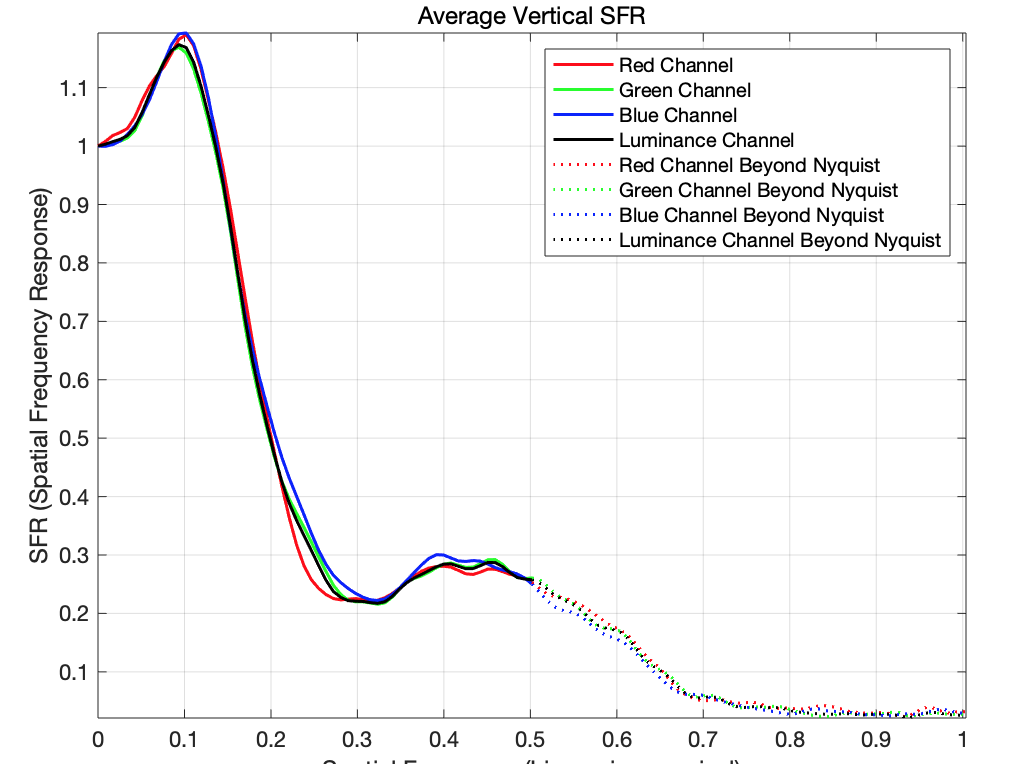 Average Vertical SFR
Red Channel
Green Channel
Blue Channel
Luminance Channel
Red Channel Beyond Nyquist
Green Channel Beyond Nyquist
Blue Channel Beyond Nyquist
Luminance Channel Beyond Nyquist
SFR (Spatial Frequency Response)
1.1
1
0.9
0.8
0.7
0.6
0.5
0.4
0.3
0.2
0.1
0 0.1 0.2 0.3 0.4 0.5 0.6 0.7 0.8 0.9 1